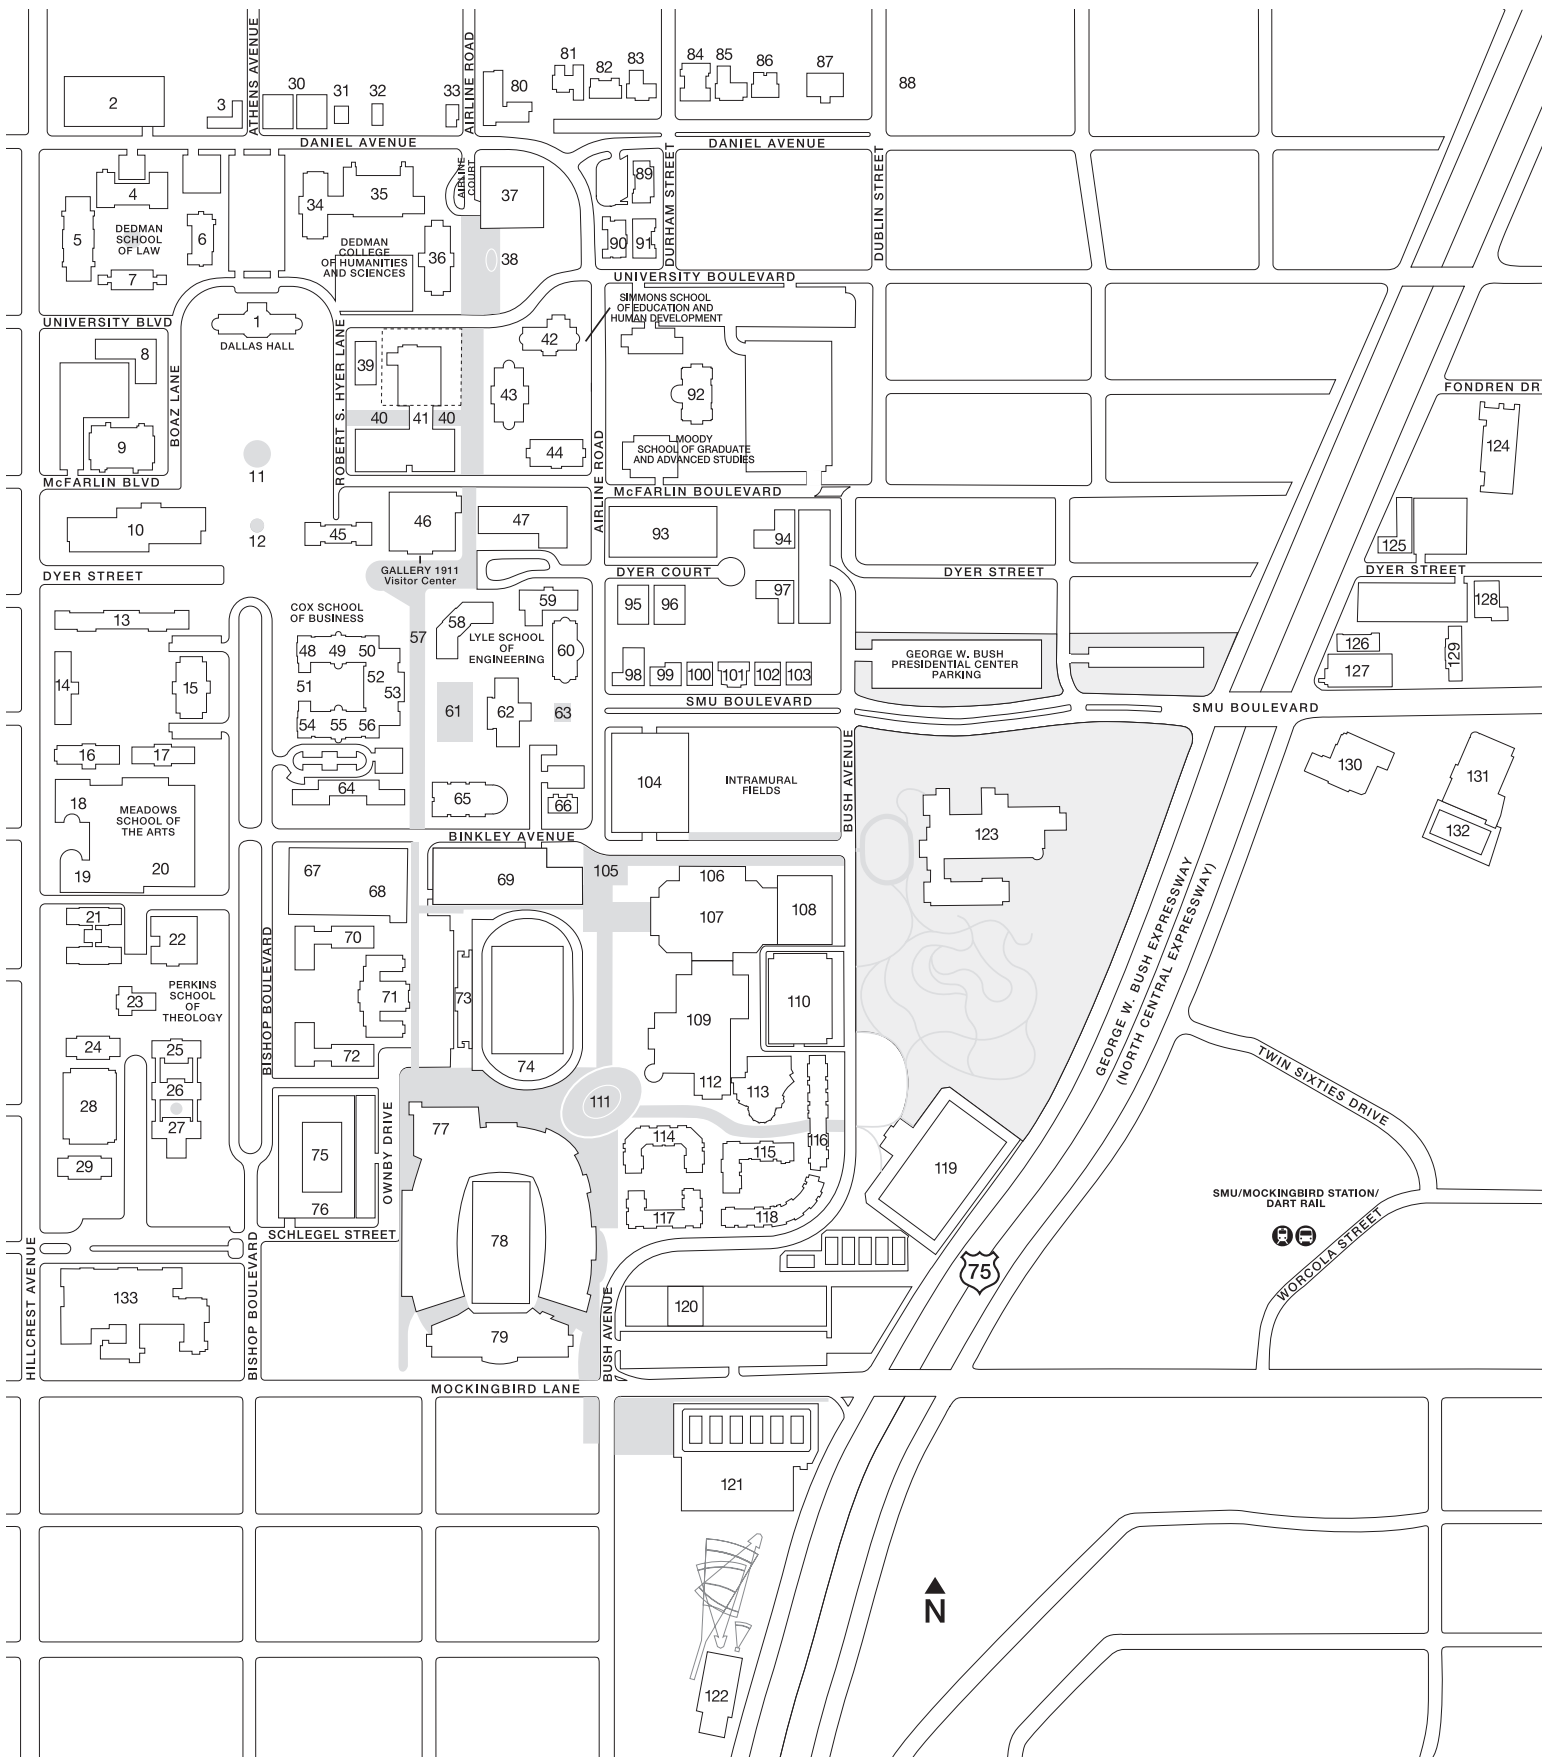 ATHENS AVENUE
AIRLINE ROAD
81
82
83
84
85
86
87
88
2
3
30
31
32
33
80
DANIEL AVENUE
DANIEL AVENUE
4
5
DEDMAN
SCHOOL
OF LAW
6
7
34
35
DEDMAN
COLLEGE
OF HUMANITIES
AND SCIENCES
36
AIRLINE
COURT
37
38
89
90
91
DURHAM STREET
DUBLIN STREET
UNIVERSITY BOULEVARD
UNIVERSITY BLVD
1
DALLAS HALL
ROBERT S. HYER LANE
BOAZ LANE
8
9
39
40
41
40
42
43
44
SIMMONS SCHOOL
OF EDUCATION AND
HUMAN DEVELOPMENT
92
MOODY
SCHOOL OF GRADUATE
AND ADVANCED STUDIES
AIRLINE ROAD
FONDREN DR
124
McFARLIN BLVD
McFARLIN BOULEVARD
10
11
12
45
46
GALLERY 1911
Visitor Center
47
93
94
125
DYER STREET
DYER COURT
DYER STREET
DYER STREET
13
14
15
16
17
COX SCHOOL
OF BUSINESS
48
49
50
51
52
53
54
55
56
57
58
59
LYLE SCHOOL
OF
ENGINEERING
60
61
62
63
95
96
97
98
99
100
101
102
103
GEORGE W. BUSH
PRESIDENTIAL CENTER
PARKING
126
127
128
129
SMU BOULEVARD
SMU BOULEVARD
18
MEADOWS
SCHOOL OF
THE ARTS
19
20
64
65
66
104
INTRAMURAL
FIELDS
BUSH AVENUE
123
130
131
132
BINKLEY AVENUE
67
68
69
105
106
107
108
GEORGE W. BUSH EXPRESSWAY
(NORTH CENTRAL EXPRESSWAY)
21
22
23
PERKINS
SCHOOL
OF
THEOLOGY
BISHOP BOULEVARD
70
71
72
73
74
109
110
24
25
26
27
28
29
111
112
113
TWIN SIXTIES DRIVE
75
76
OWNBY DRIVE
77
78
114
115
116
117
118
119
SMU/MOCKINGBIRD STATION/
DART RAIL
WORCOLA STREET
SCHLEGEL STREET
HILLCREST AVENUE
133
BISHOP BOULEVARD
79
BUSH AVENUE
120
75
MOCKINGBIRD LANE
121
122
N